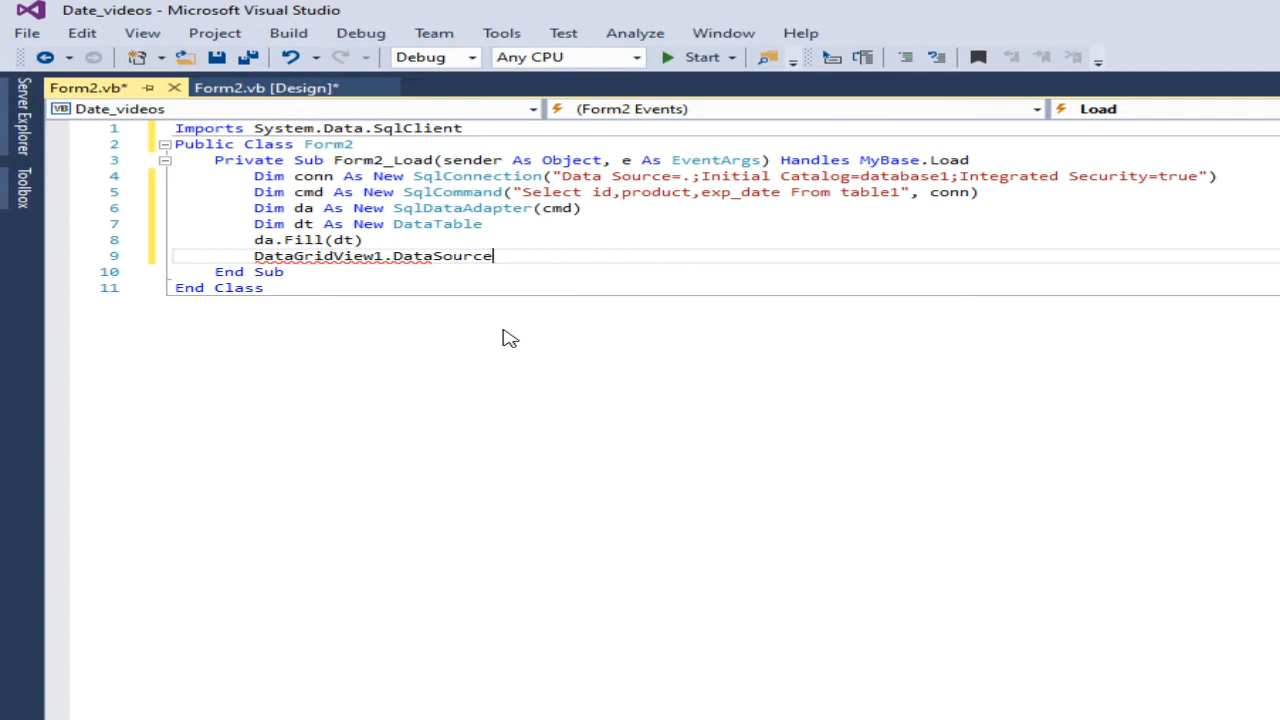 Date_videos - Microsoft Visual Studio
File Edit View Project Build Debug Team Tools Test Analyze Window Help
Debug Any CPU Start
Server Explorer
Toolbox
Form2.vb* Form2.vb [Design]*
VB Date_videos (Form2 Events) Load
1 Imports System.Data.SqlClient
2 Public Class Form2
3 Private Sub Form2_Load(sender As Object, e As EventArgs) Handles MyBase.Load
4 Dim conn As New SqlConnection("Data Source=.;Initial Catalog=database1;Integrated Security=true")
5 Dim cmd As New SqlCommand("Select id,product,exp_date From table1", conn)
6 Dim da As New SqlDataAdapter(cmd)
7 Dim dt As New DataTable
8 da.Fill(dt)
9 DataGridView1.DataSource
10 End Sub
11 End Class